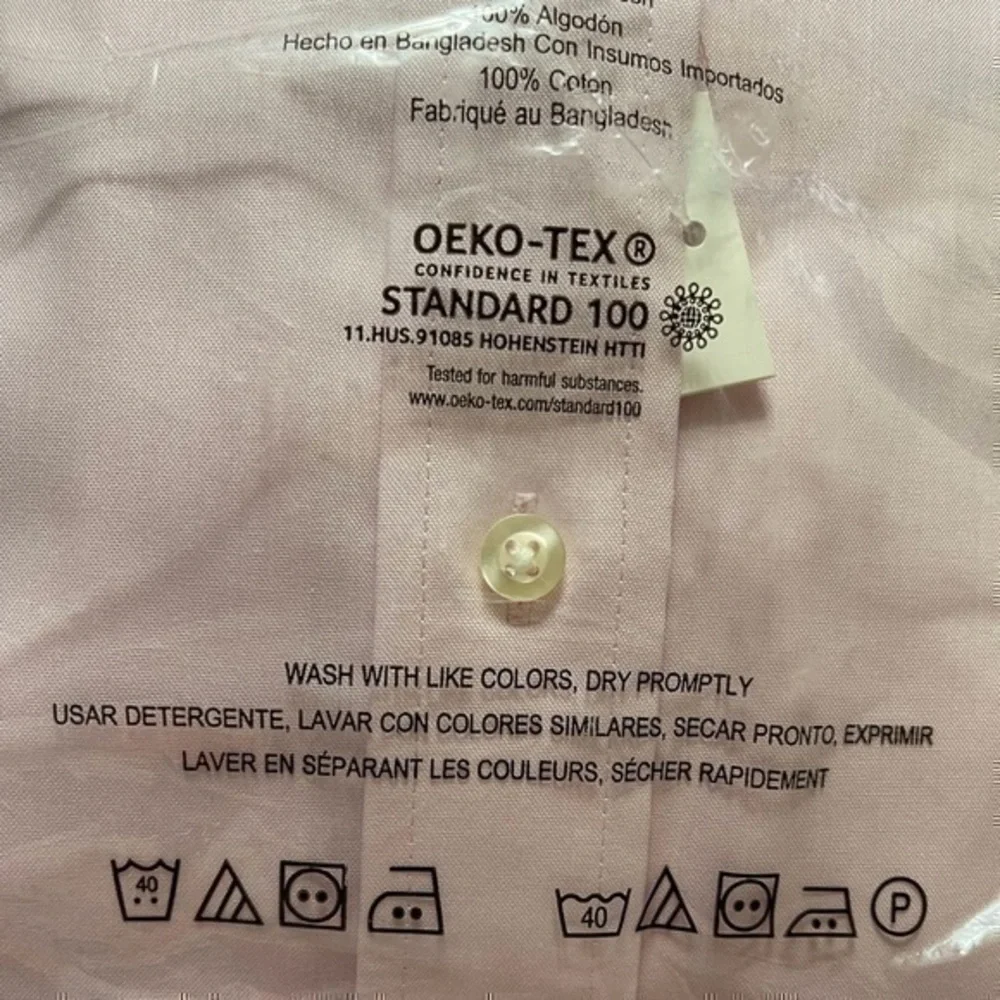 100% Algodón
Hecho en Bangladesh Con Insumos Importados
100% Coton
Fabriqué au Bangladesh
OEKO-TEX ®
CONFIDENCE IN TEXTILES
STANDARD 100
11.HUS.91085 HOHENSTEIN HTTI
Tested for harmful substances.
www.oeko-tex.com/standard100
WASH WITH LIKE COLORS, DRY PROMPTLY
USAR DETERGENTE, LAVAR CON COLORES SIMILARES, SECAR PRONTO, EXPRIMIR
LAVER EN SÉPARANT LES COULEURS, SÉCHER RAPIDEMENT
40 40 P